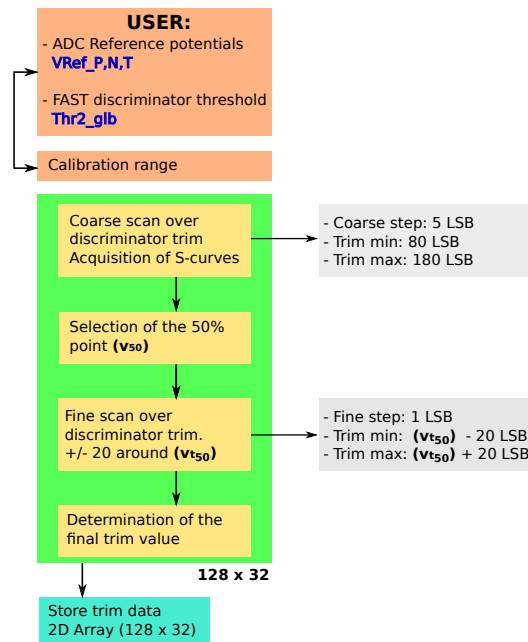 USER:
- ADC Reference potentials
VRef_P,N,T
- FAST discriminator threshold
Thr2_glb
Calibration range
Coarse scan over
discriminator trim
Acquisition of S-curves
- Coarse step: 5 LSB
- Trim min: 80 LSB
- Trim max: 180 LSB
Selection of the 50%
point (v₅₀)
Fine scan over
discriminator trim.
+/- 20 around (vt₅₀)
- Fine step: 1 LSB
- Trim min: (vt₅₀) - 20 LSB
- Trim max: (vt₅₀) + 20 LSB
Determination of the
final trim value
128 x 32
Store trim data
2D Array (128 x 32)